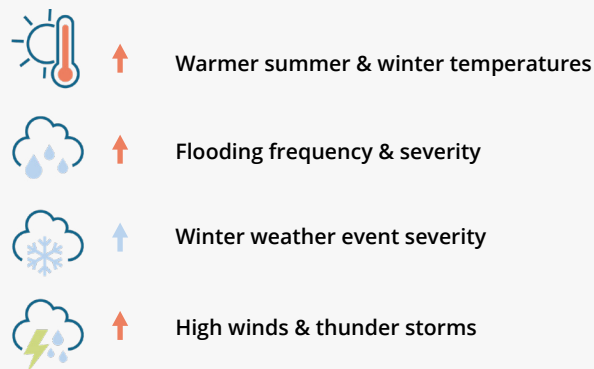 Warmer summer & winter temperatures
Flooding frequency & severity
Winter weather event severity
High winds & thunder storms